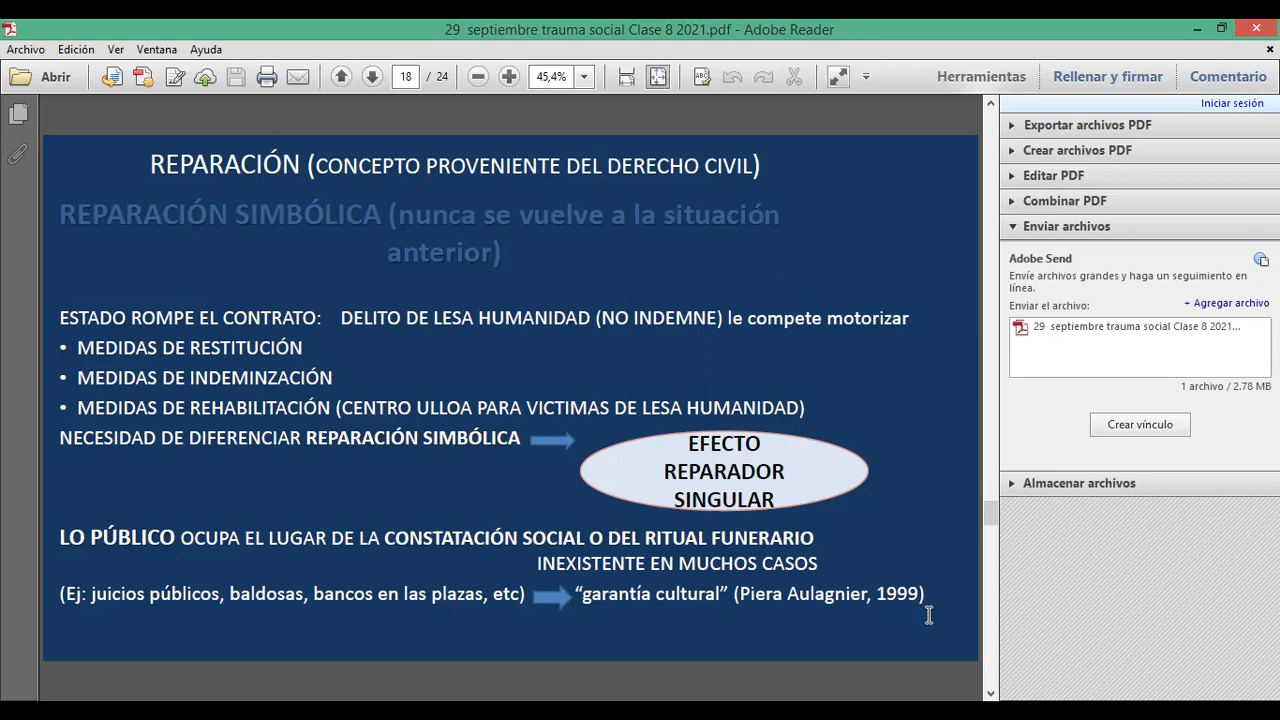 29 septiembre trauma social Clase 8 2021.pdf - Adobe Reader
Archivo Edición Ver Ventana Ayuda
Abrir 18 / 24 45,4% Herramientas Rellenar y firmar Comentario
Iniciar sesión
Exportar archivos PDF
Crear archivos PDF
Editar PDF
Combinar PDF
Enviar archivos
Adobe Send
Envíe archivos grandes y haga un seguimiento en
línea.
+ Agregar archivo
Enviar el archivo:
29 septiembre trauma social Clase 8 2021...
1 archivo / 2.78 MB
Crear vínculo
Almacenar archivos
REPARACIÓN (CONCEPTO PROVENIENTE DEL DERECHO CIVIL)
REPARACIÓN SIMBÓLICA (nunca se vuelve a la situación
anterior)
ESTADO ROMPE EL CONTRATO: DELITO DE LESA HUMANIDAD (NO INDEMNE) le compete motorizar
• MEDIDAS DE RESTITUCIÓN
• MEDIDAS DE INDEMINZACIÓN
• MEDIDAS DE REHABILITACIÓN (CENTRO ULLOA PARA VICTIMAS DE LESA HUMANIDAD)
NECESIDAD DE DIFERENCIAR REPARACIÓN SIMBÓLICA
EFECTO
REPARADOR
SINGULAR
LO PÚBLICO OCUPA EL LUGAR DE LA CONSTATACIÓN SOCIAL O DEL RITUAL FUNERARIO
INEXISTENTE EN MUCHOS CASOS
(Ej: juicios públicos, baldosas, bancos en las plazas, etc) “garantía cultural” (Piera Aulagnier, 1999)